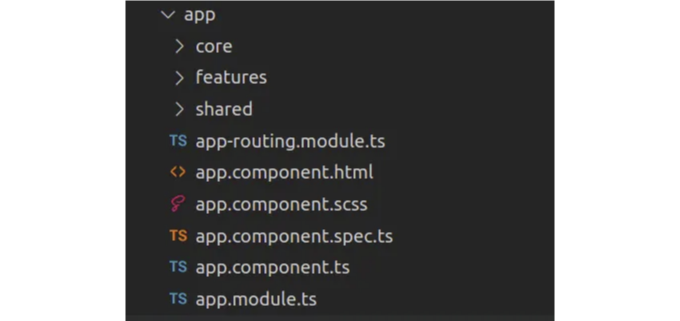 app
core
features
shared
TS app-routing.module.ts
<> app.component.html
app.component.scss
TS app.component.spec.ts
TS app.component.ts
TS app.module.ts